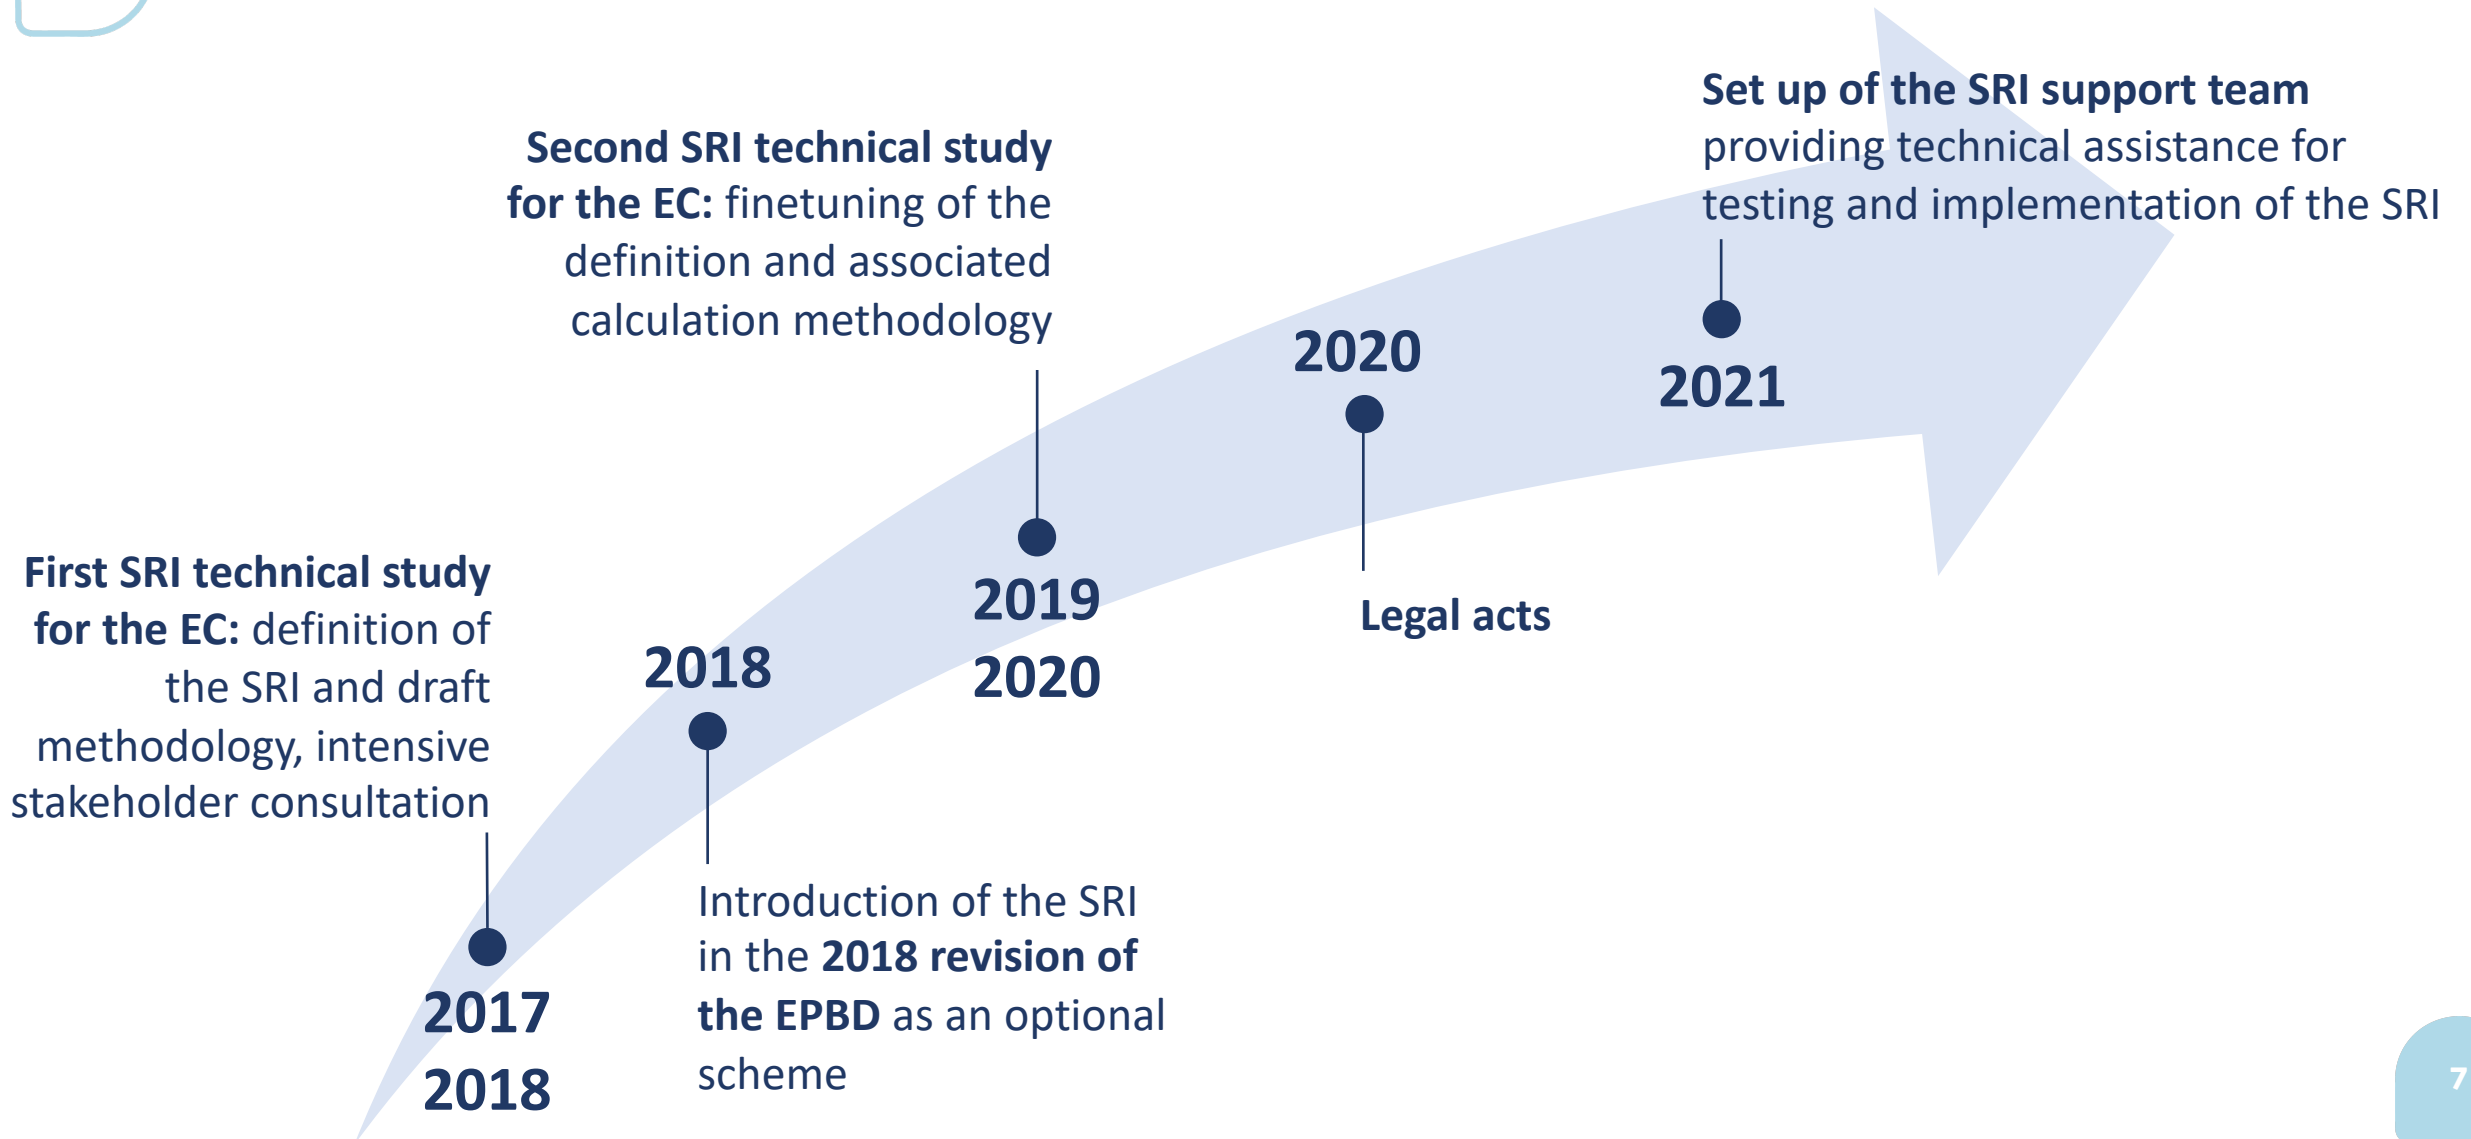 First SRI technical study
for the EC: definition of
the SRI and draft
methodology, intensive
stakeholder consultation
2017
2018
2018
Introduction of the SRI
in the 2018 revision of
the EPBD as an optional
scheme
Second SRI technical study
for the EC: finetuning of the
definition and associated
calculation methodology
2019
2020
2020
Legal acts
Set up of the SRI support team
providing technical assistance for
testing and implementation of the SRI
2021
7